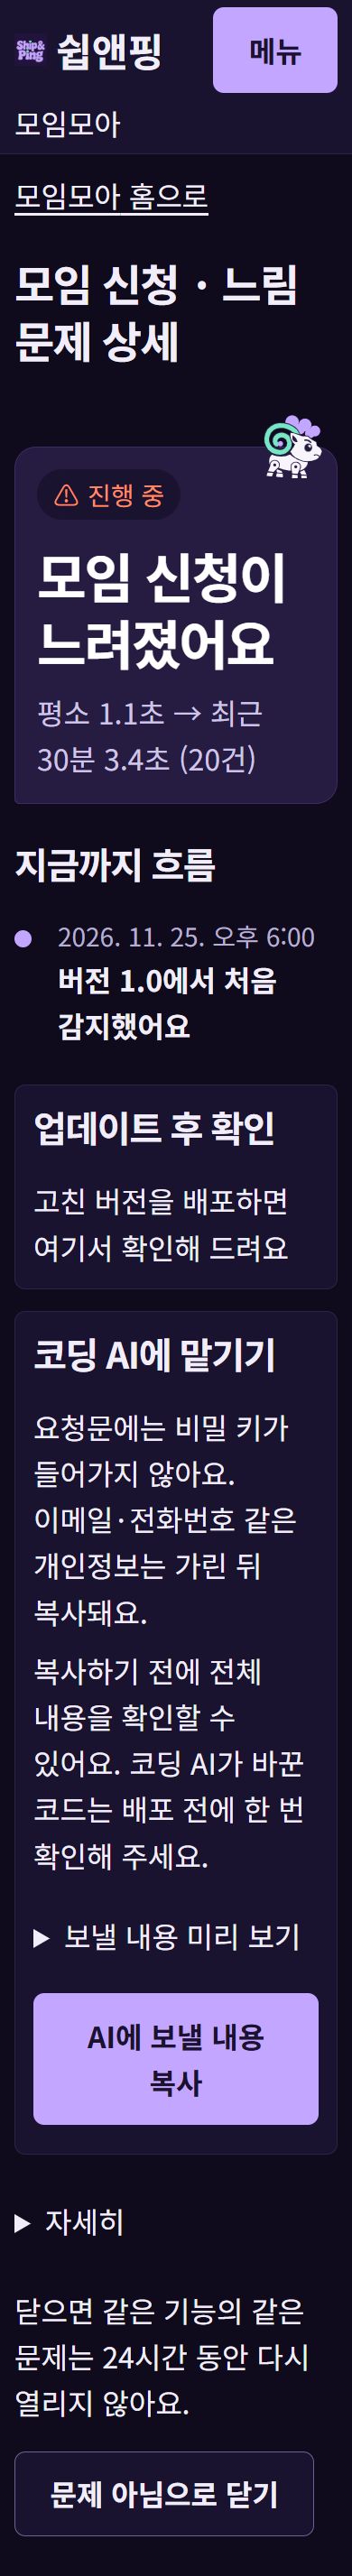 Ship&
Ping
쉽앤핑
메뉴
모임모아
모임모아 홈으로
모임 신청 · 느림
문제 상세
진행 중
모임 신청이
느려졌어요
평소 1.1초 → 최근
30분 3.4초 (20건)
지금까지 흐름
2026. 11. 25. 오후 6:00
버전 1.0에서 처음
감지했어요
업데이트 후 확인
고친 버전을 배포하면
여기서 확인해 드려요
코딩 AI에 맡기기
요청문에는 비밀 키가
들어가지 않아요.
이메일·전화번호 같은
개인정보는 가린 뒤
복사돼요.
복사하기 전에 전체
내용을 확인할 수
있어요. 코딩 AI가 바꾼
코드는 배포 전에 한 번
확인해 주세요.
▶ 보낼 내용 미리 보기
AI에 보낼 내용
복사
▶ 자세히
닫으면 같은 기능의 같은
문제는 24시간 동안 다시
열리지 않아요.
문제 아님으로 닫기